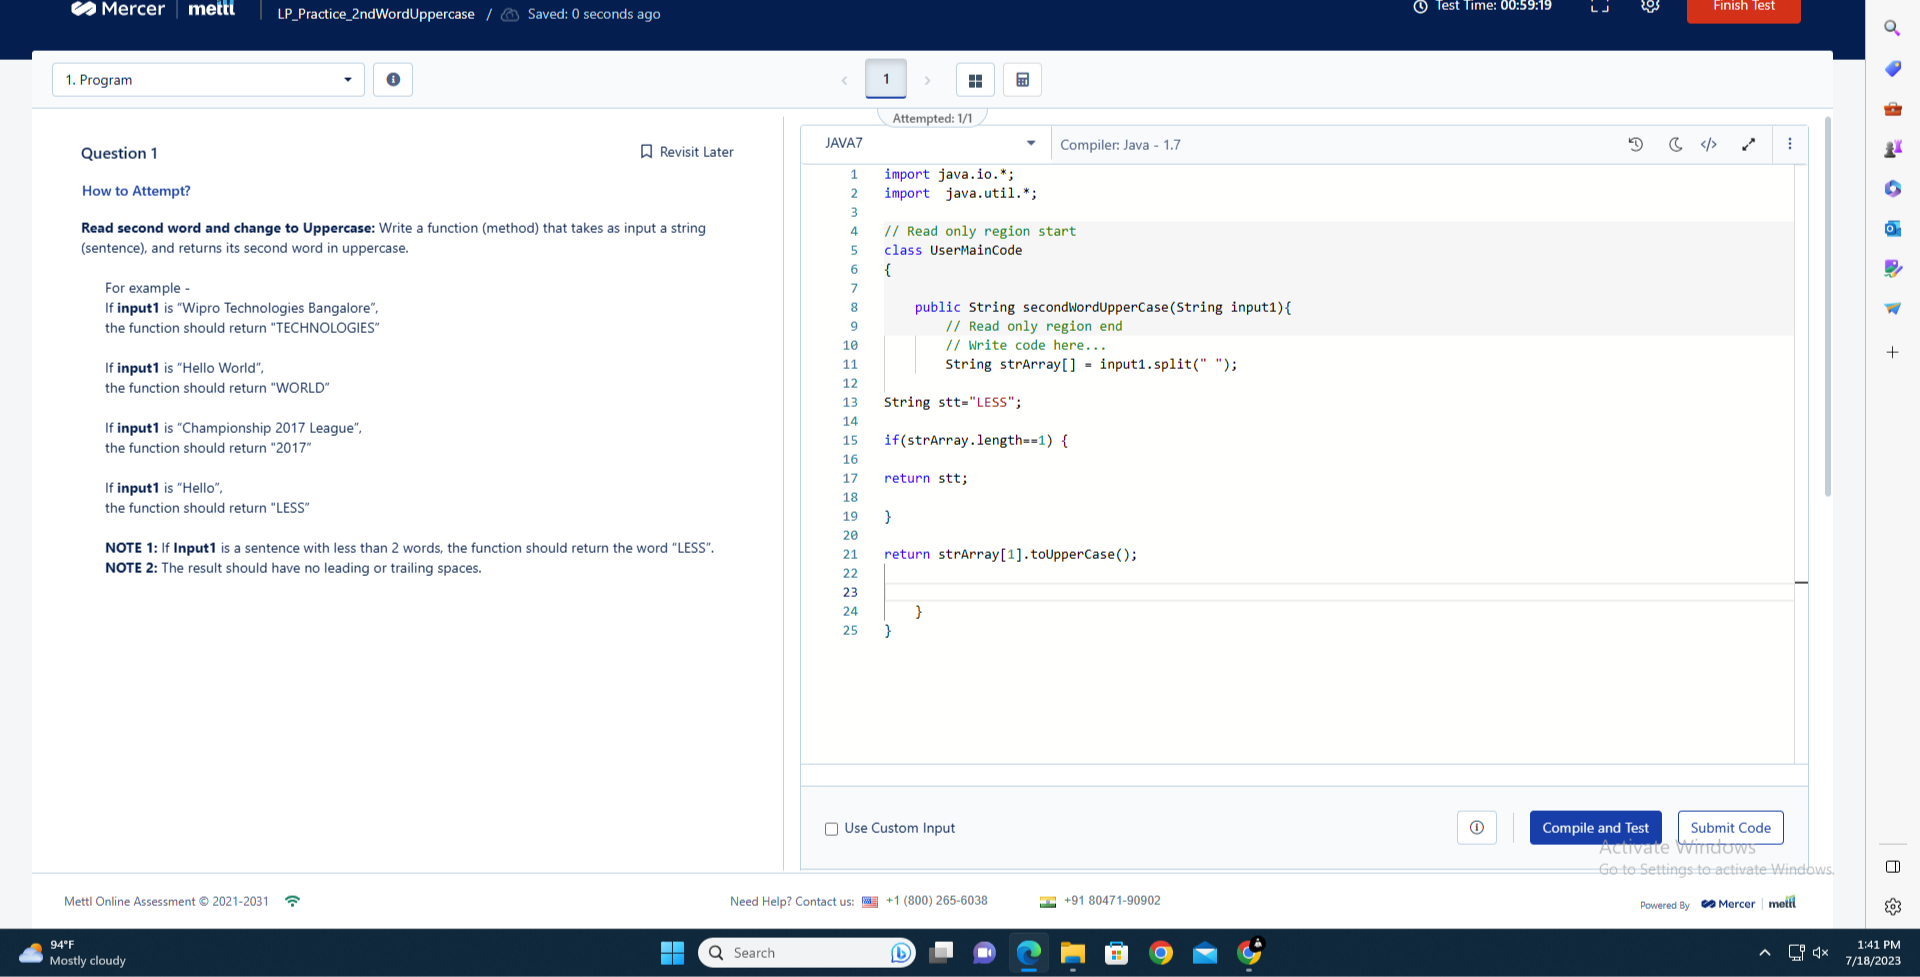 Mercer mettl LP_Practice_2ndWordUppercase / Saved: 0 seconds ago Test Time: 00:59:19 Finish Test
1. Program
1
Attempted: 1/1
Question 1
Revisit Later
How to Attempt?
Read second word and change to Uppercase: Write a function (method) that takes as input a string
(sentence), and returns its second word in uppercase.
For example -
If input1 is “Wipro Technologies Bangalore”,
the function should return "TECHNOLOGIES”
If input1 is “Hello World”,
the function should return "WORLD”
If input1 is “Championship 2017 League”,
the function should return "2017”
If input1 is “Hello”,
the function should return "LESS”
NOTE 1: If Input1 is a sentence with less than 2 words, the function should return the word “LESS”.
NOTE 2: The result should have no leading or trailing spaces.
JAVA7
Compiler: Java - 1.7
1 import java.io.*;
2 import  java.util.*;
3
4 // Read only region start
5 class UserMainCode
6 {
7
8 public String secondWordUpperCase(String input1){
9 // Read only region end
10 // Write code here...
11 String strArray[] = input1.split(" ");
12
13 String stt="LESS";
14
15 if(strArray.length==1) {
16
17 return stt;
18
19 }
20
21 return strArray[1].toUpperCase();
22
23
24 }
25 }
Use Custom Input
Compile and Test
Submit Code
Activate Windows
Go to Settings to activate Windows.
Mettl Online Assessment © 2021-2031
Need Help? Contact us: +1 (800) 265-6038 +91 80471-90902
Powered By Mercer mettl
94°F
Mostly cloudy
Search
1:41 PM
7/18/2023